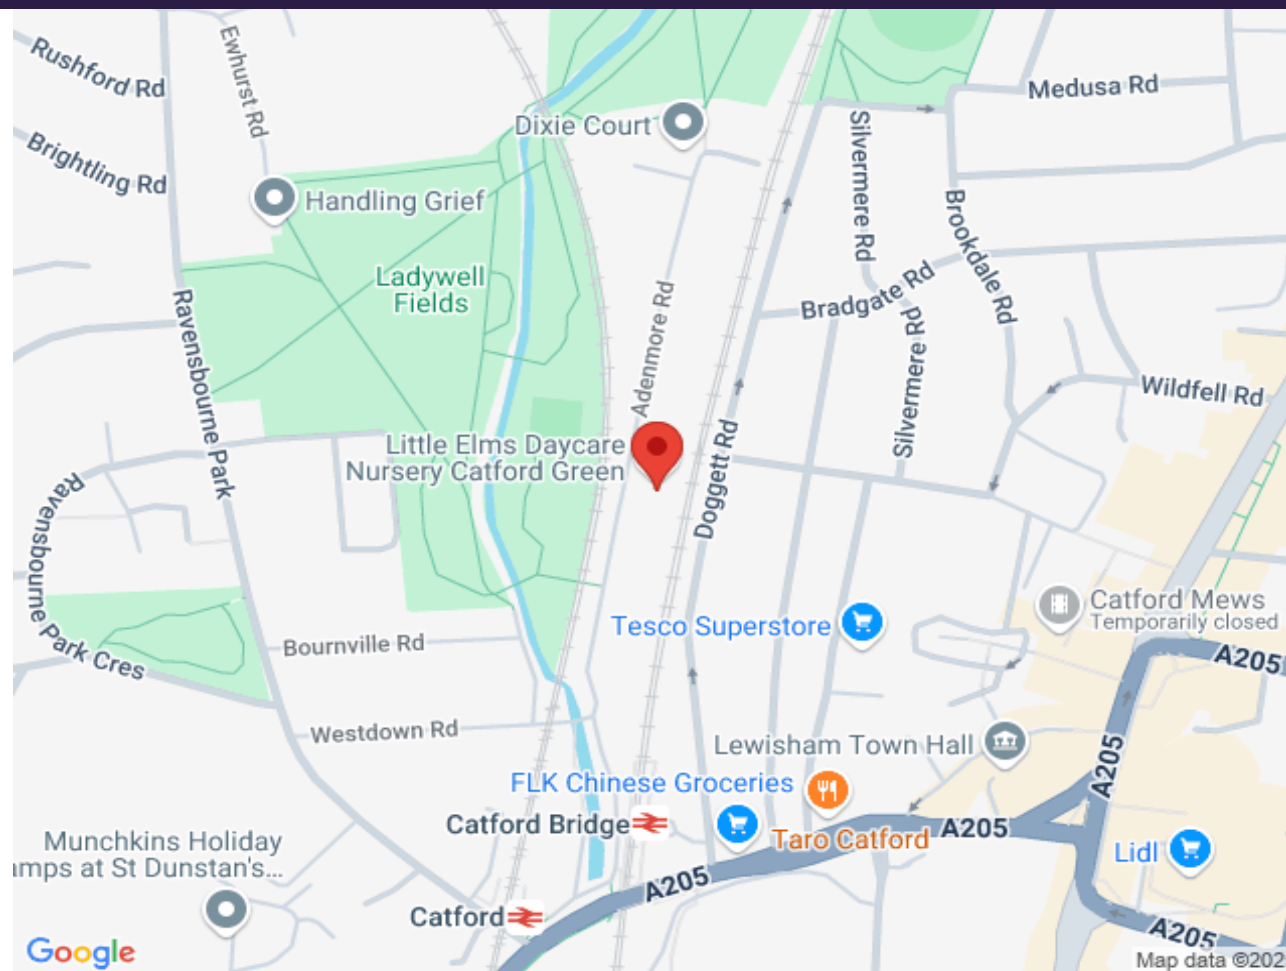 Rushford Rd
Ewhurst Rd
Medusa Rd
Dixie Court
Silvermere Rd
Brightling Rd
Handling Grief
Brookdale Rd
Ladywell
Fields
Bradgate Rd
Adenmore Rd
Ravensbourne Park
Silvermere Rd
Wildfell Rd
Little Elms Daycare
Nursery Catford Green
Doggett Rd
Ravensbourne Park Cres
Catford Mews
Temporarily closed
Tesco Superstore
Bournville Rd
A205
Westdown Rd
Lewisham Town Hall
A205
FLK Chinese Groceries
Catford Bridge
Taro Catford
A205
Munchkins Holiday
amps at St Dunstan's...
Lidl
A205
Catford
A205
Google
Map data ©202